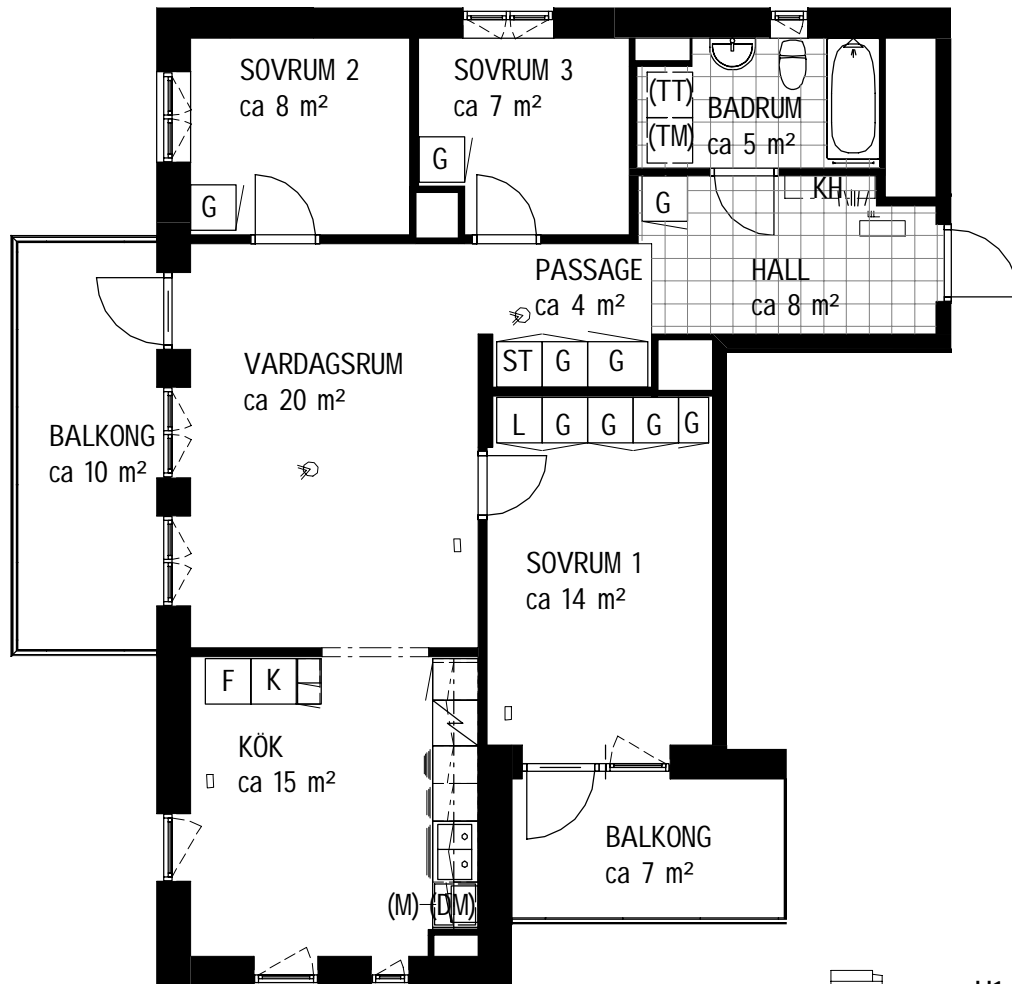 SOVRUM 2
ca 8 m²
SOVRUM 3
ca 7 m²
(TT)
(TM)
BADRUM
ca 5 m²
G
G
G
KH
PASSAGE
ca 4 m²
HALL
ca 8 m²
VARDAGSRUM
ca 20 m²
ST G G
L G G G G
BALKONG
ca 10 m²
SOVRUM 1
ca 14 m²
F K
KÖK
ca 15 m²
BALKONG
ca 7 m²
(M) (DM)